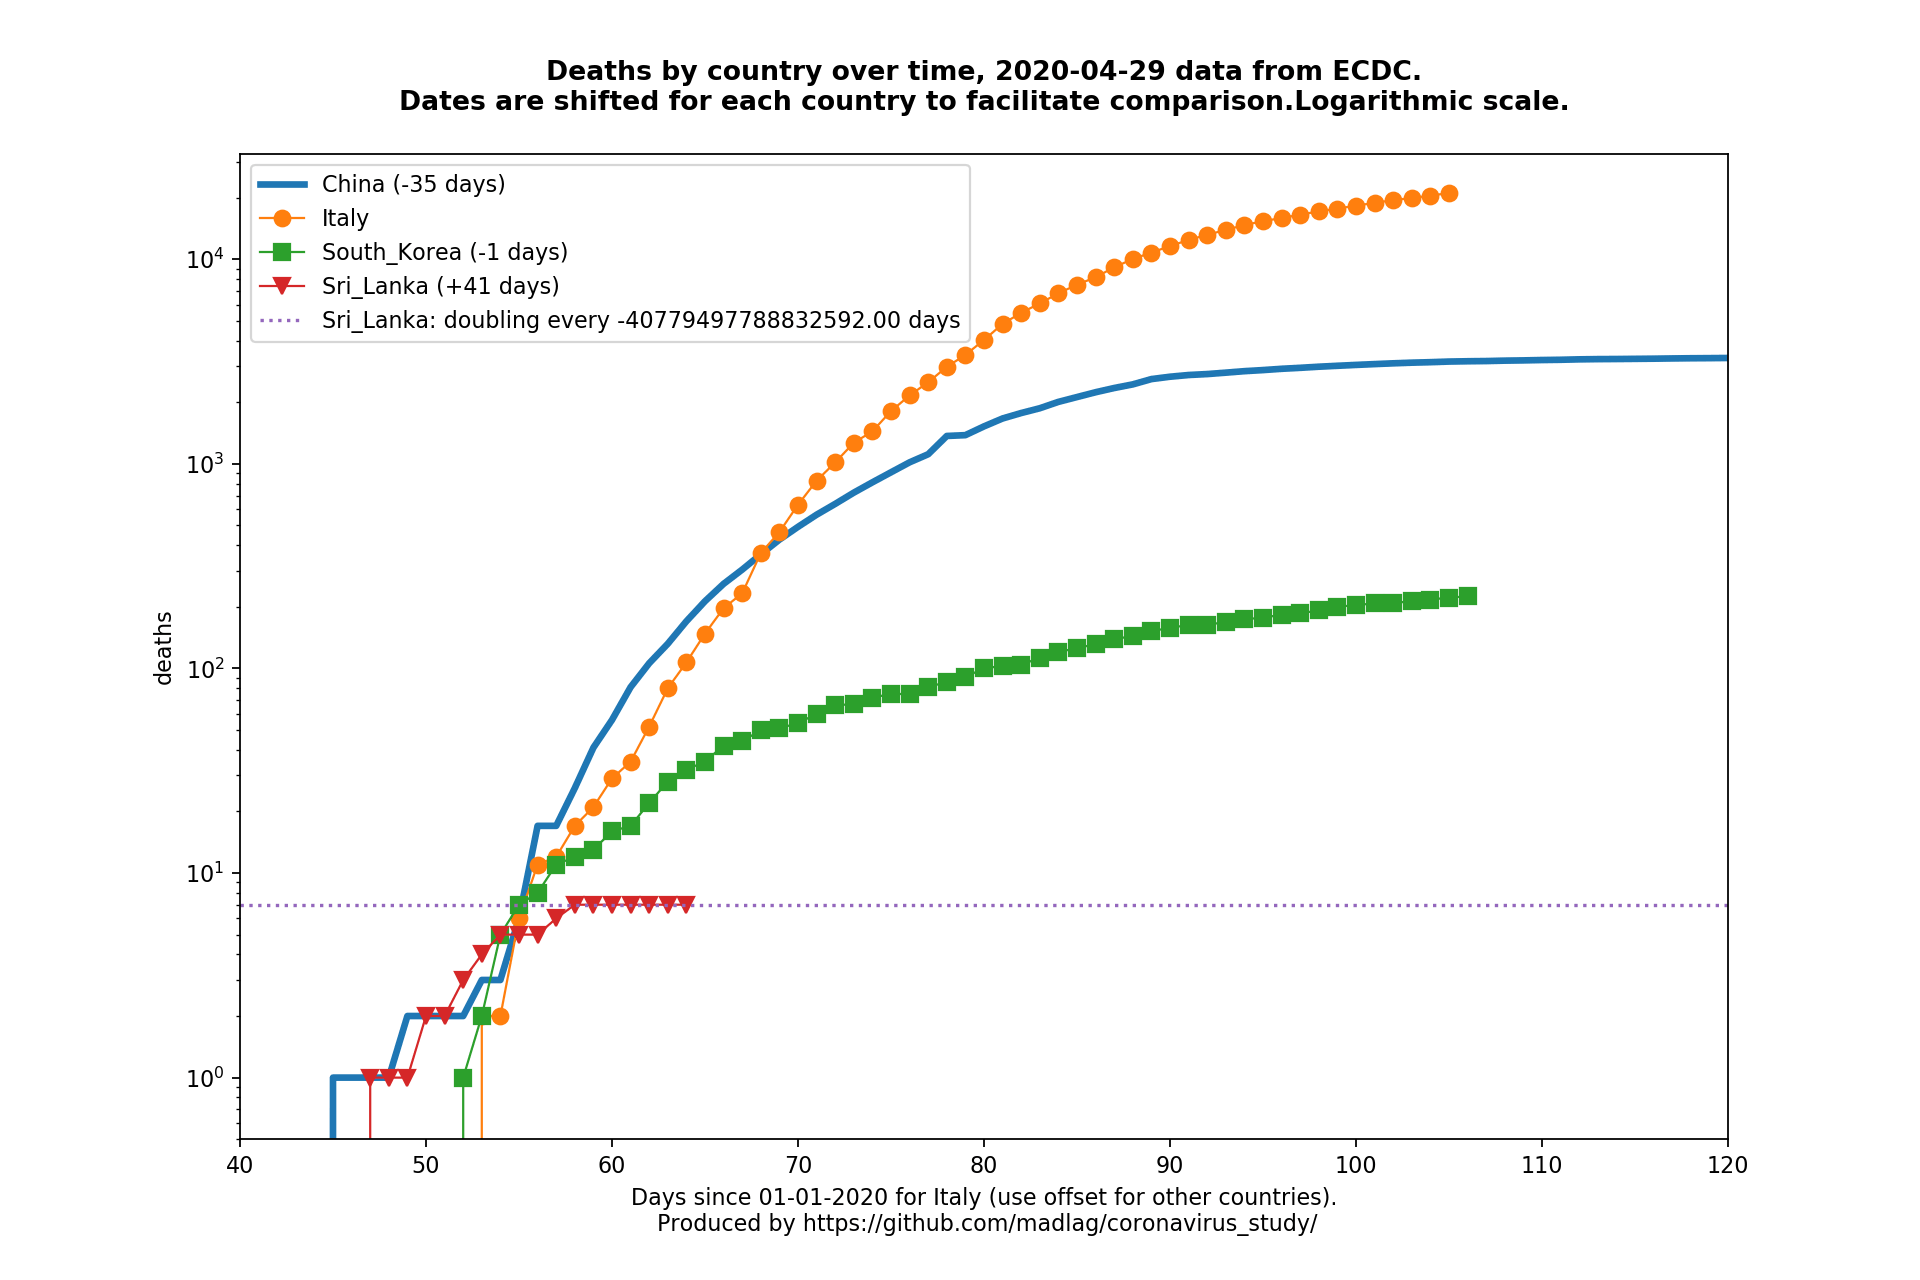 Deaths by country over time, 2020-04-29 data from ECDC.
Dates are shifted for each country to facilitate comparison.Logarithmic scale.
China (-35 days)
Italy
South_Korea (-1 days)
Sri_Lanka (+41 days)
Sri_Lanka: doubling every -40779497788832592.00 days
10⁴
10³
10²
10¹
10⁰
deaths
40 50 60 70 80 90 100 110 120
Days since 01-01-2020 for Italy (use offset for other countries).
Produced by https://github.com/madlag/coronavirus_study/